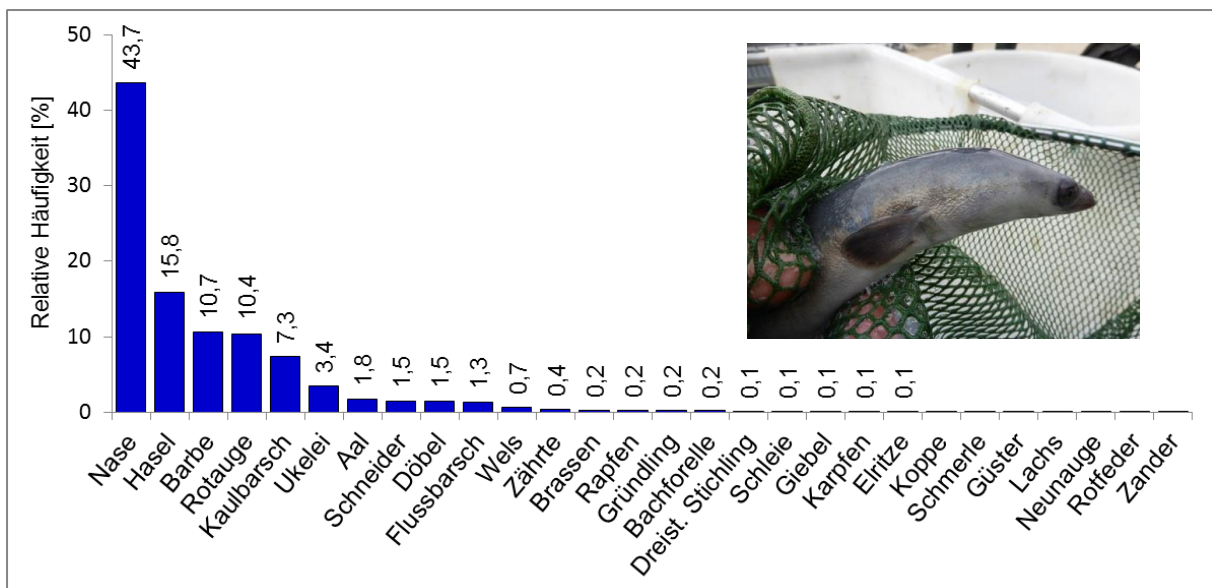 Relative Häufigkeit [%]
50
40
30
20
10
0
43,7
15,8
10,7
10,4
7,3
3,4
1,8
1,5
1,5
1,3
0,7
0,4
0,2
0,2
0,2
0,2
0,1
0,1
0,1
0,1
0,1
Nase
Hasel
Barbe
Rotauge
Kaulbarsch
Ukelei
Aal
Schneider
Döbel
Flussbarsch
Wels
Zährte
Brassen
Rapfen
Gründling
Bachforelle
Dreist. Stichling
Schleie
Giebel
Karpfen
Elritze
Koppe
Schmerle
Güster
Lachs
Neunauge
Rotfeder
Zander